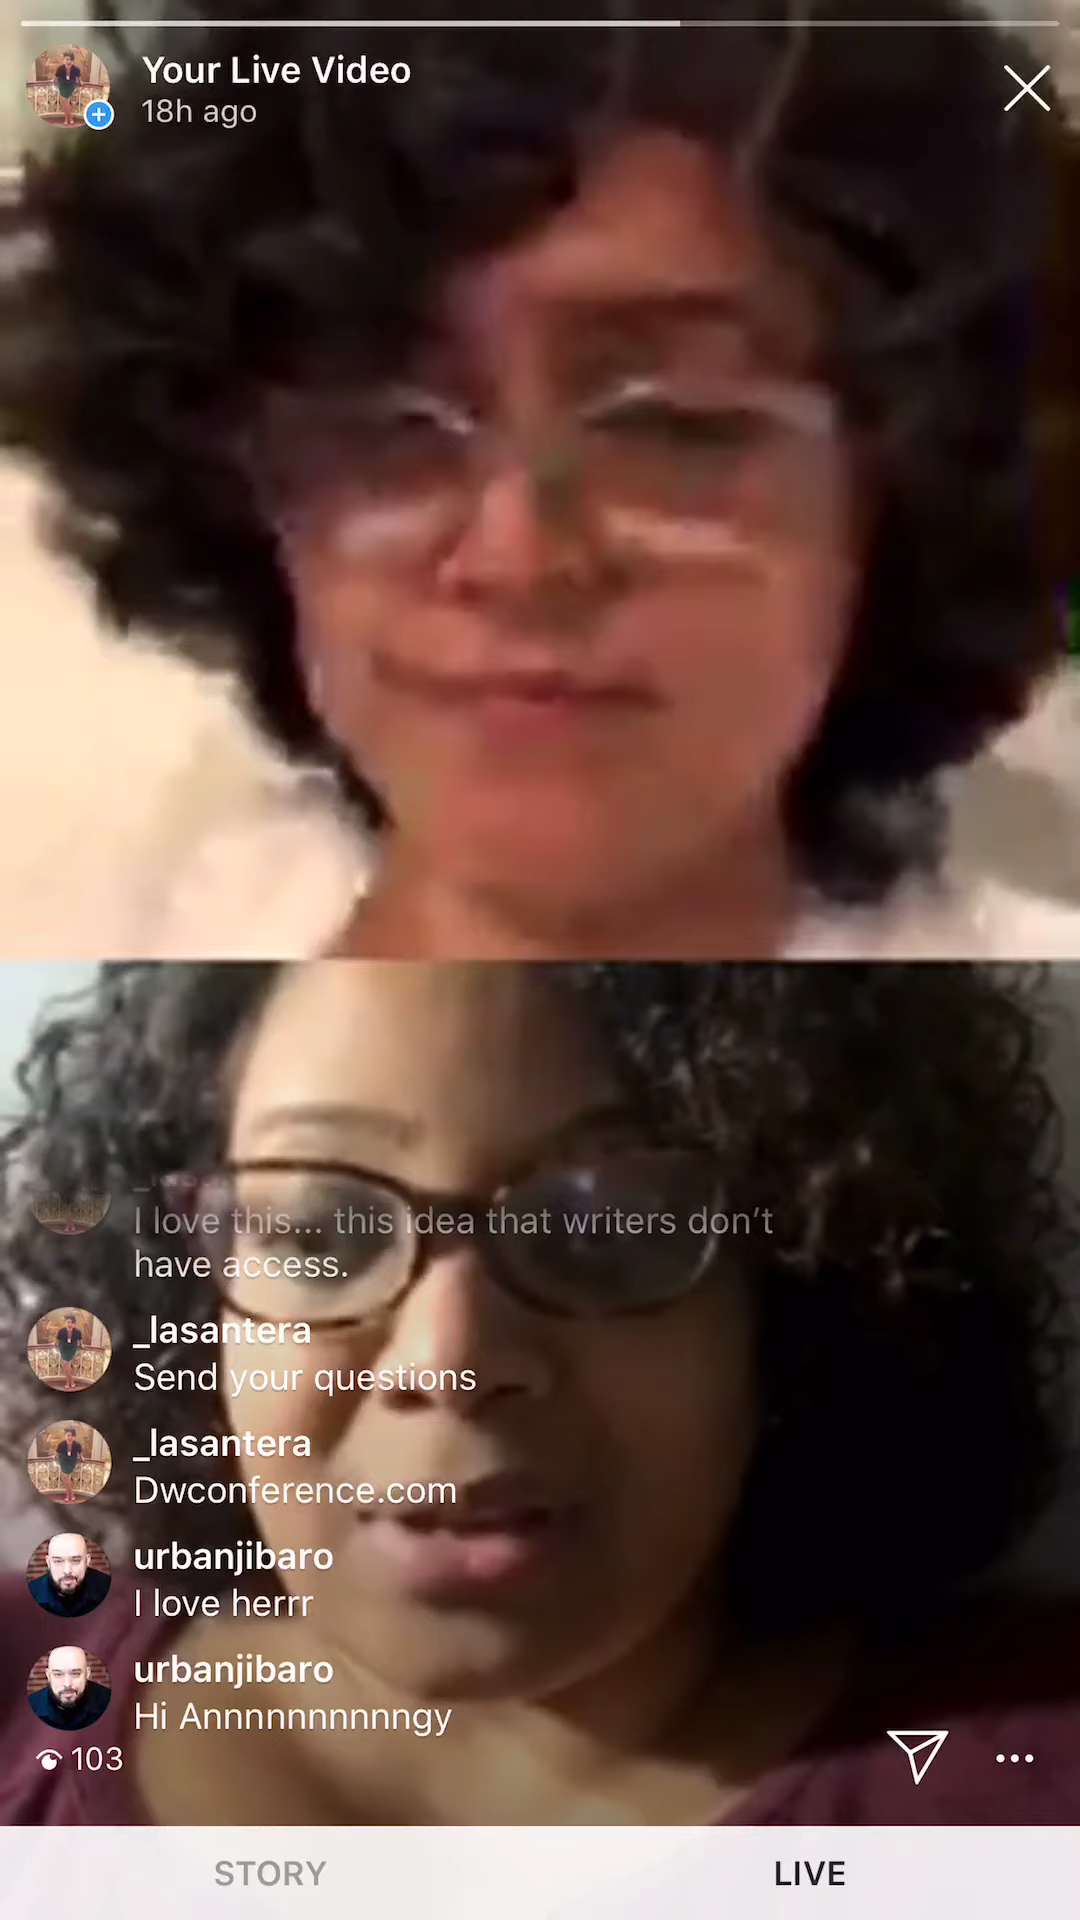 Your Live Video
18h ago
I love this... this idea that writers don’t
have access.
_lasantera
Send your questions
_lasantera
Dwconference.com
urbanjibaro
I love herrr
urbanjibaro
Hi Annnnnnnnnngy
103
STORY
LIVE